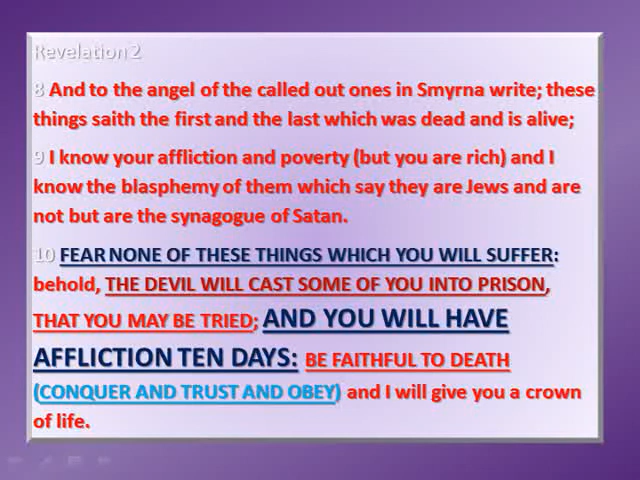 Revelation 2
8 And to the angel of the called out ones in Smyrna write; these
things saith the first and the last which was dead and is alive;
9 I know your affliction and poverty (but you are rich) and I
know the blasphemy of them which say they are Jews and are
not but are the synagogue of Satan.
10 FEAR NONE OF THESE THINGS WHICH YOU WILL SUFFER:
behold, THE DEVIL WILL CAST SOME OF YOU INTO PRISON,
THAT YOU MAY BE TRIED; AND YOU WILL HAVE
AFFLICTION TEN DAYS: BE FAITHFUL TO DEATH
(CONQUER AND TRUST AND OBEY) and I will give you a crown
of life.